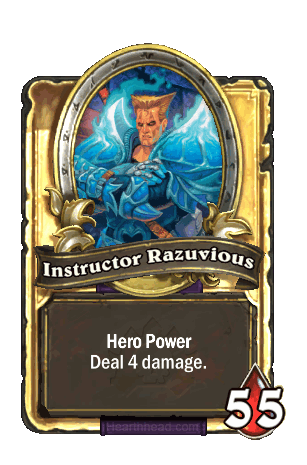 Instructor Razuvious
Hero Power
Deal 4 damage.
55
Hearthhead.com